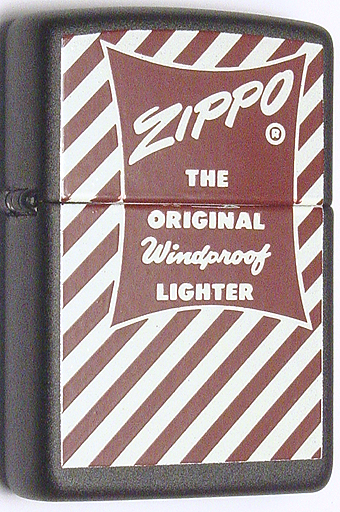 ZIPPO
®
THE
ORIGINAL
Windproof
LIGHTER